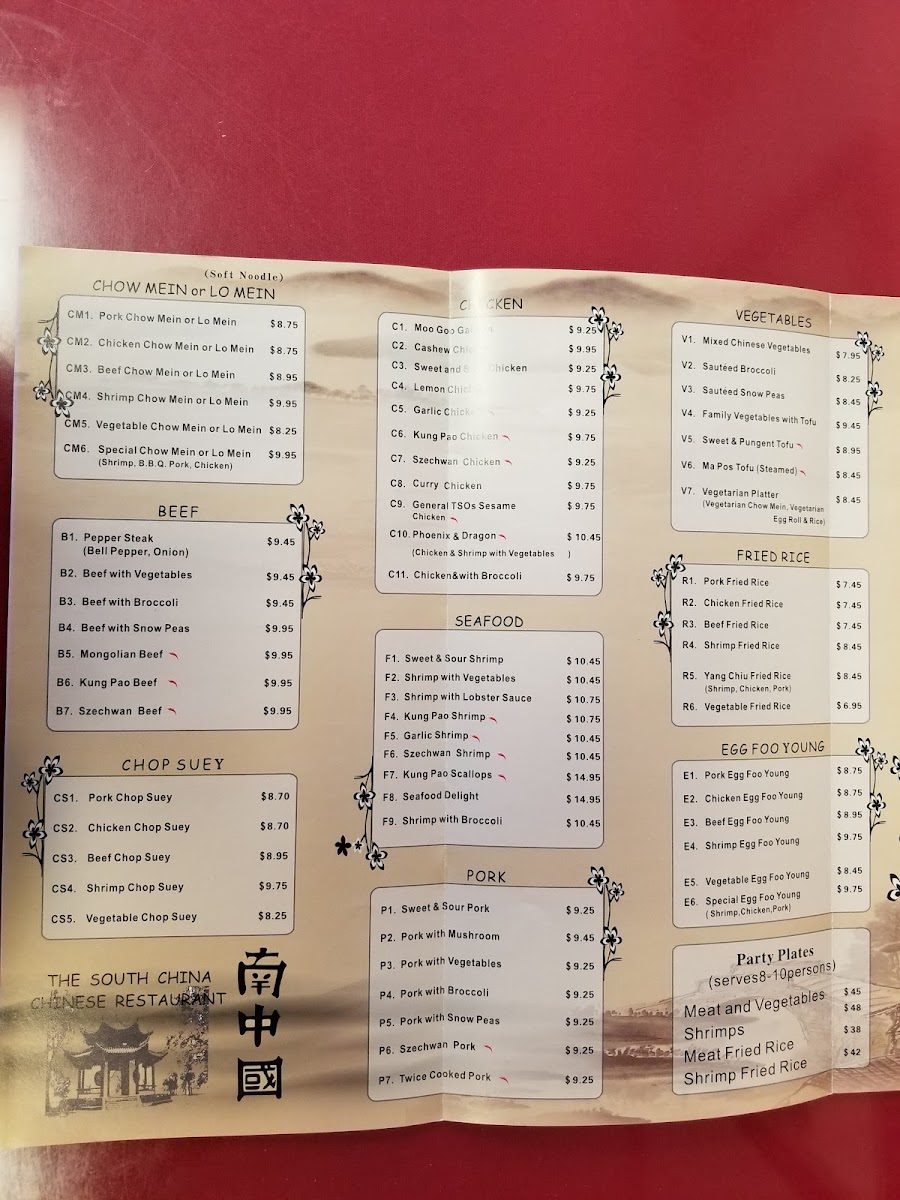 (Soft Noodle)
CHOW MEIN or LO MEIN
CM1. Pork Chow Mein or Lo Mein $8.75
CM2. Chicken Chow Mein or Lo Mein $8.75
CM3. Beef Chow Mein or Lo Mein $8.95
CM4. Shrimp Chow Mein or Lo Mein $9.95
CM5. Vegetable Chow Mein or Lo Mein $8.25
CM6. Special Chow Mein or Lo Mein $9.95
(Shrimp, B.B.Q. Pork, Chicken)
BEEF
B1. Pepper Steak $9.45
(Bell Pepper, Onion)
B2. Beef with Vegetables $9.45
B3. Beef with Broccoli $9.45
B4. Beef with Snow Peas $9.95
B5. Mongolian Beef $9.95
B6. Kung Pao Beef $9.95
B7. Szechwan Beef $9.95
CHOP SUEY
CS1. Pork Chop Suey $8.70
CS2. Chicken Chop Suey $8.70
CS3. Beef Chop Suey $8.95
CS4. Shrimp Chop Suey $9.75
CS5. Vegetable Chop Suey $8.25
THE SOUTH CHINA
CHINESE RESTAURANT
南中國
CHICKEN
C1. Moo Goo $9.25
C2. Cashew $9.95
C3. Sweet and Chicken $9.25
C4. Lemon Chicken $9.75
C5. Garlic Chicken $9.25
C6. Kung Pao Chicken $9.75
C7. Szechwan Chicken $9.25
C8. Curry Chicken $9.75
C9. General TSOs Sesame $9.75
Chicken
C10. Phoenix & Dragon $10.45
(Chicken & Shrimp with Vegetables )
C11. Chicken&with Broccoli $9.75
SEAFOOD
F1. Sweet & Sour Shrimp $10.45
F2. Shrimp with Vegetables $10.45
F3. Shrimp with Lobster Sauce $10.75
F4. Kung Pao Shrimp $10.75
F5. Garlic Shrimp $10.45
F6. Szechwan Shrimp $10.45
F7. Kung Pao Scallops $14.95
F8. Seafood Delight $14.95
F9. Shrimp with Broccoli $10.45
PORK
P1. Sweet & Sour Pork $9.25
P2. Pork with Mushroom $9.45
P3. Pork with Vegetables $9.25
P4. Pork with Broccoli $9.25
P5. Pork with Snow Peas $9.25
P6. Szechwan Pork $9.25
P7. Twice Cooked Pork $9.25
VEGETABLES
V1. Mixed Chinese Vegetables $7.95
V2. Sautéed Broccoli $8.25
V3. Sautéed Snow Peas $8.45
V4. Family Vegetables with Tofu $9.45
V5. Sweet & Pungent Tofu $8.95
V6. Ma Pos Tofu (Steamed) $8.45
V7. Vegetarian Platter $8.45
(Vegetarian Chow Mein, Vegetarian
Egg Roll & Rice)
FRIED RICE
R1. Pork Fried Rice $7.45
R2. Chicken Fried Rice $7.45
R3. Beef Fried Rice $7.45
R4. Shrimp Fried Rice $8.45
R5. Yang Chiu Fried Rice $8.45
(Shrimp, Chicken, Pork)
R6. Vegetable Fried Rice $6.95
EGG FOO YOUNG
E1. Pork Egg Foo Young $8.75
E2. Chicken Egg Foo Young $8.75
E3. Beef Egg Foo Young $8.95
E4. Shrimp Egg Foo Young $9.75
E5. Vegetable Egg Foo Young $8.45
E6. Special Egg Foo Young $9.75
(Shrimp,Chicken,Pork)
Party Plates
(serves8-10persons)
Meat and Vegetables $45
Shrimps $48
Meat Fried Rice $38
Shrimp Fried Rice $42